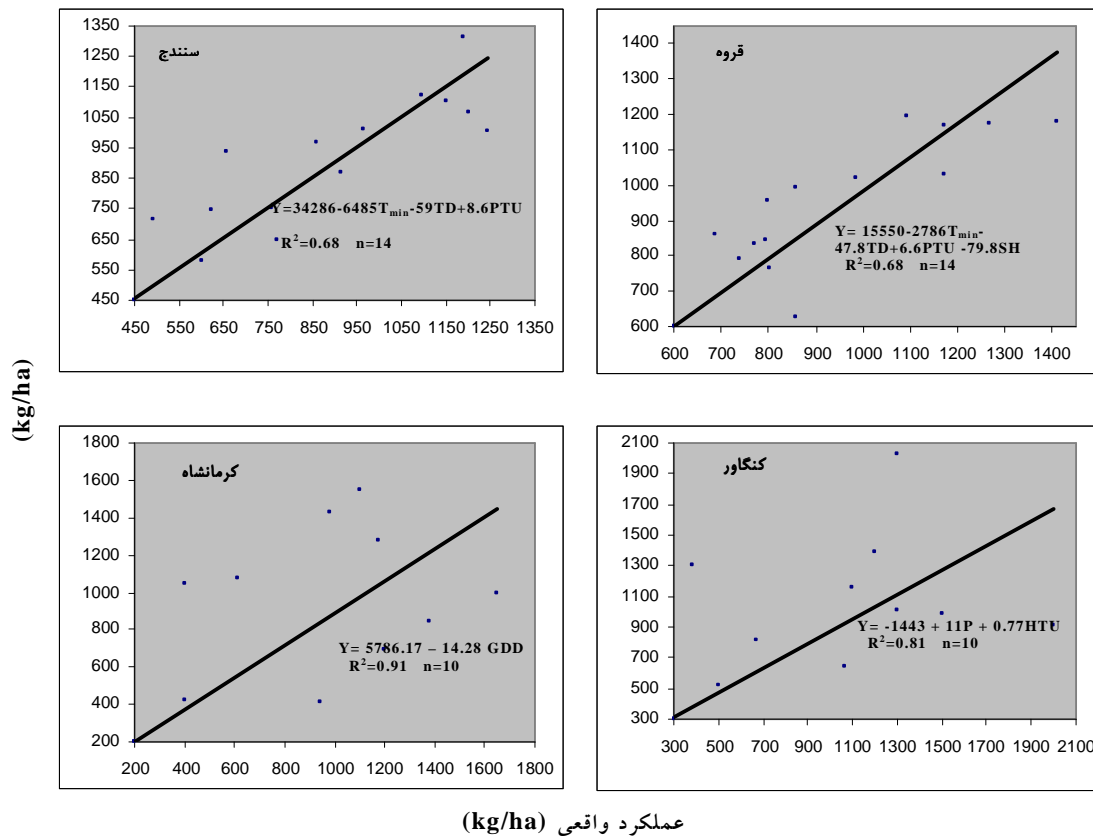 سنندج
1350
1250
1150
1050
950
850
750
650
550
450
450 550 650 750 850 950 1050 1150 1250 1350
Y=34286-6485Tmin-59TD+8.6PTU
R²=0.68 n=14
قروه
1400
1300
1200
1100
1000
900
800
700
600
600 700 800 900 1000 1100 1200 1300 1400
Y= 15550-2786Tmin-
47.8TD+6.6PTU -79.8SH
R²=0.68 n=14
(kg/ha)
کرمانشاه
1800
1600
1400
1200
1000
800
600
400
200
200 400 600 800 1000 1200 1400 1600 1800
Y= 5786.17 – 14.28 GDD
R²=0.91 n=10
کنگاور
2100
1900
1700
1500
1300
1100
900
700
500
300
300 500 700 900 1100 1300 1500 1700 1900 2100
Y= -1443 + 11P + 0.77HTU
R²=0.81 n=10
عملکرد واقعی (kg/ha)